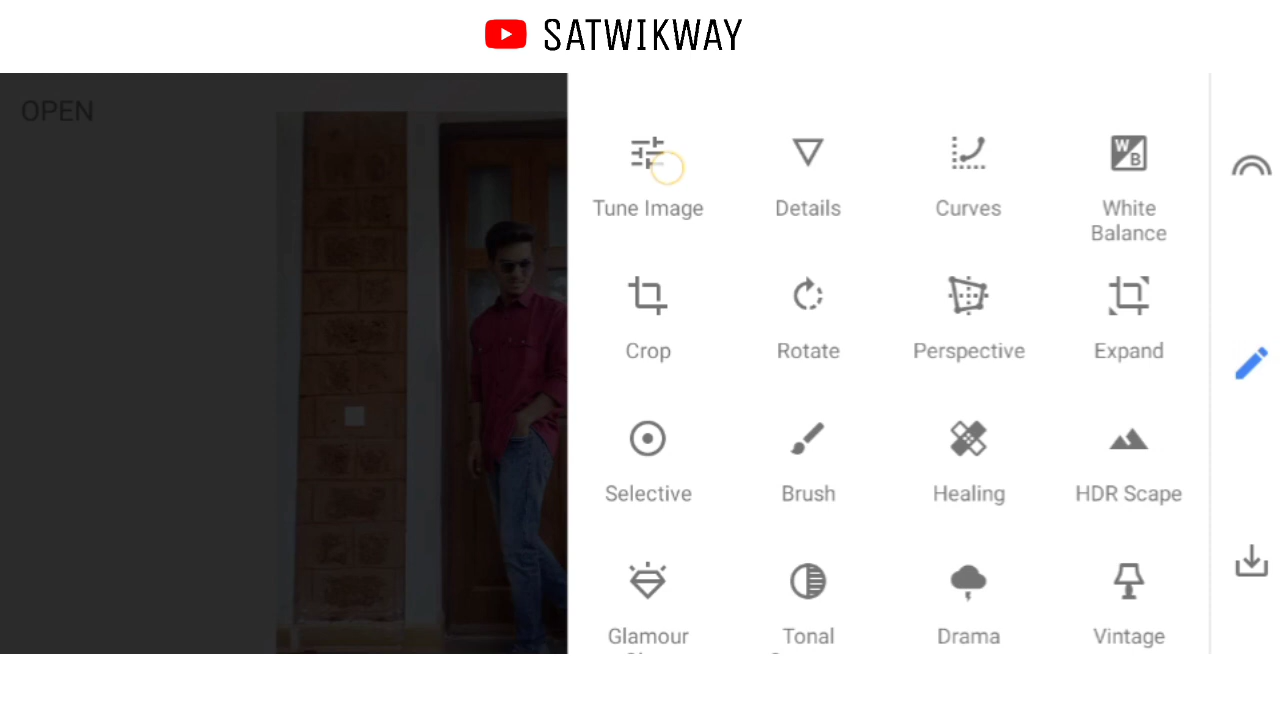 SATWIKWAY
OPEN
Tune Image
Details
Curves
W
B
White
Balance
Crop
Rotate
Perspective
Expand
Selective
Brush
Healing
HDR Scape
Glamour
Tonal
Drama
Vintage